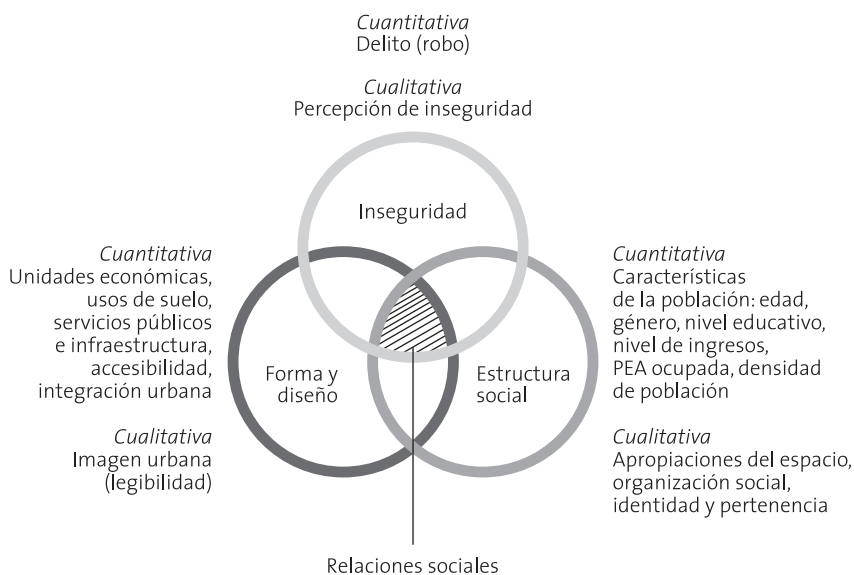 Cuantitativa
Delito (robo)
Cualitativa
Percepción de inseguridad
Inseguridad
Cuantitativa
Unidades económicas,
usos de suelo,
servicios públicos
e infraestructura,
accesibilidad,
integración urbana
Cualitativa
Imagen urbana
(legibilidad)
Forma y
diseño
Estructura
social
Cuantitativa
Características
de la población: edad,
género, nivel educativo,
nivel de ingresos,
PEA ocupada, densidad
de población
Cualitativa
Apropiaciones del espacio,
organización social,
identidad y pertenencia
Relaciones sociales